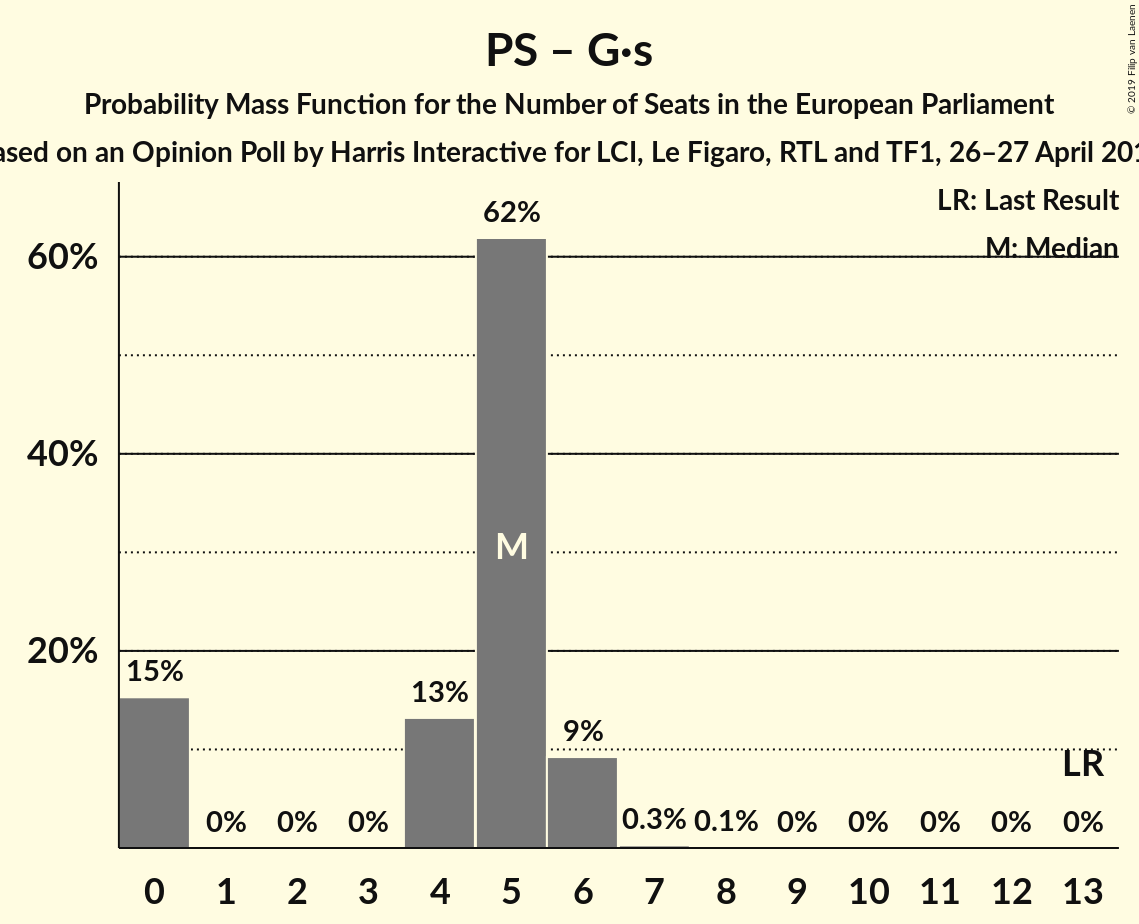 PS – G·s
Probability Mass Function for the Number of Seats in the European Parliament
ased on an Opinion Poll by Harris Interactive for LCI, Le Figaro, RTL and TF1, 26–27 April 201
© 2019 Filip van Laenen
LR: Last Result
M: Median
60%
40%
20%
15%
0%
0%
0%
13%
62%
M
9%
0.3%
0.1%
0%
0%
0%
0%
LR
0%
0 1 2 3 4 5 6 7 8 9 10 11 12 13